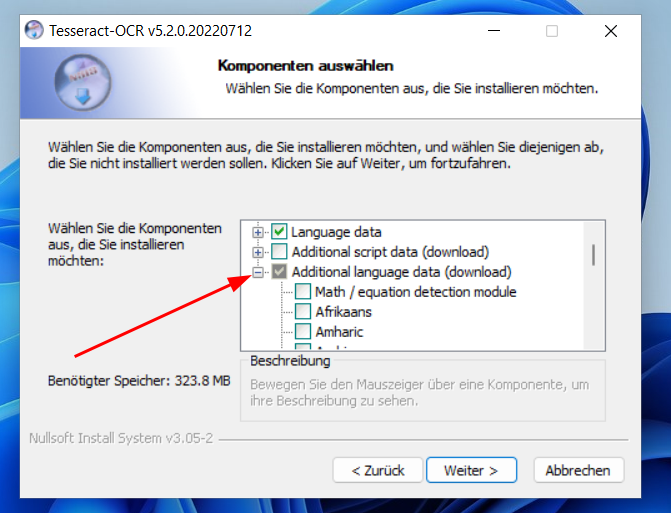 Tesseract-OCR v5.2.0.20220712
Komponenten auswählen
Wählen Sie die Komponenten aus, die Sie installieren möchten.
Wählen Sie die Komponenten aus, die Sie installieren möchten, und wählen Sie diejenigen ab,
die Sie nicht installiert werden sollen. Klicken Sie auf Weiter, um fortzufahren.
Wählen Sie die Komponenten
aus, die Sie installieren
möchten:
Language data
Additional script data (download)
Additional language data (download)
Math / equation detection module
Afrikaans
Amharic
Benötigter Speicher: 323.8 MB
Beschreibung
Bewegen Sie den Mauszeiger über eine Komponente, um
ihre Beschreibung zu sehen.
Nullsoft Install System v3.05-2
< Zurück
Weiter >
Abbrechen